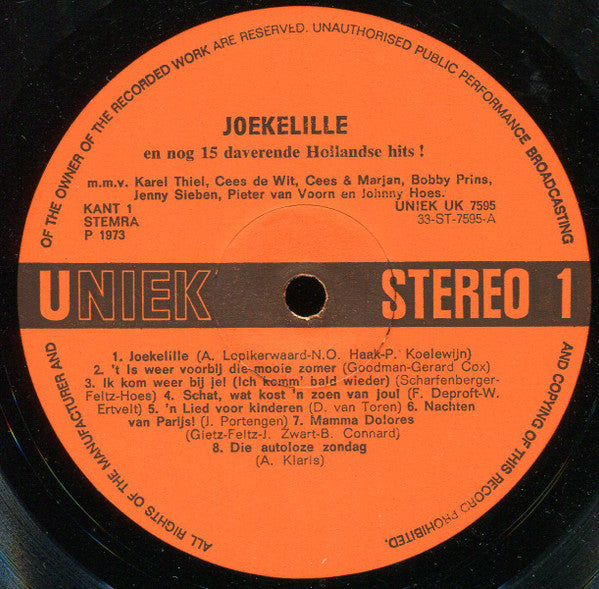 OF THE OWNER OF THE RECORDED WORK ARE RESERVED. UNAUTHORISED PUBLIC PERFORMANCE BROADCASTING
JOEKELILLE
en nog 15 daverende Hollandse hits !
m.m.v. Karel Thiel, Cees de Wit, Cees & Marjan, Bobby Prins,
Jenny Sieben, Pieter van Voorn en Johnny Hoes.
KANT 1 UNIEK UK 7595
STEMRA 33-ST-7595-A
P 1973
UNIEK STEREO 1
1. Joekelille (A. Lopikerwaard-N.O. Haak-P. Koelewijn)
2. 't Is weer voorbij die mooie zomer (Goodman-Gerard Cox)
3. Ik kom weer bij je! (Ich komm' bald wieder) (Scharfenberger-
Feltz-Hoes) 4. Schat, wat kost 'n zoen van jou! (F. Deproft-W.
Ertvelt) 5. 'n Lied voor kinderen (D. van Toren) 6. Nachten
van Parijs! (J. Portengen) 7. Mamma Dolores
(Gietz-Feltz-J. Zwart-B. Connard)
8. Die autoloze zondag
(A. Klaris)
ALL RIGHTS OF THE MANUFACTURER AND
AND COPYING OF THIS RECORD PROHIBITED.